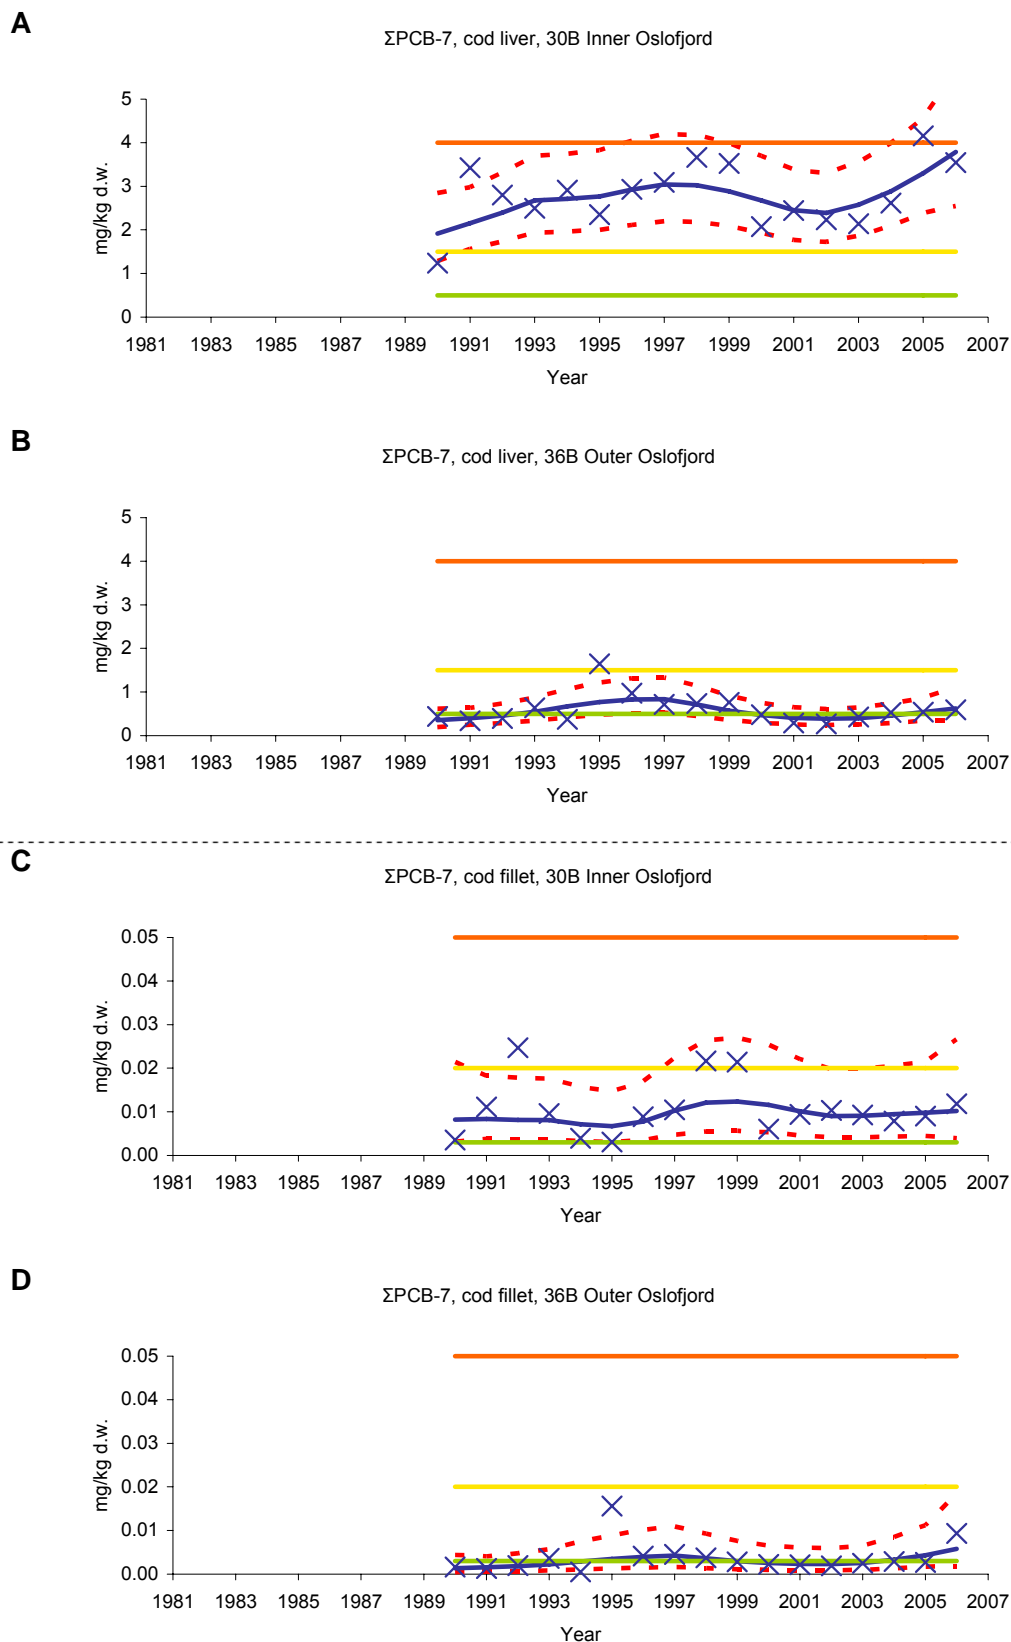 A
ΣPCB-7, cod liver, 30B Inner Oslofjord
5
4
3
2
1
0
mg/kg d.w.
1981 1983 1985 1987 1989 1991 1993 1995 1997 1999 2001 2003 2005 2007
Year
B
ΣPCB-7, cod liver, 36B Outer Oslofjord
5
4
3
2
1
0
mg/kg d.w.
1981 1983 1985 1987 1989 1991 1993 1995 1997 1999 2001 2003 2005 2007
Year
C
ΣPCB-7, cod fillet, 30B Inner Oslofjord
0.05
0.04
0.03
0.02
0.01
0.00
mg/kg d.w.
1981 1983 1985 1987 1989 1991 1993 1995 1997 1999 2001 2003 2005 2007
Year
D
ΣPCB-7, cod fillet, 36B Outer Oslofjord
0.05
0.04
0.03
0.02
0.01
0.00
mg/kg d.w.
1981 1983 1985 1987 1989 1991 1993 1995 1997 1999 2001 2003 2005 2007
Year